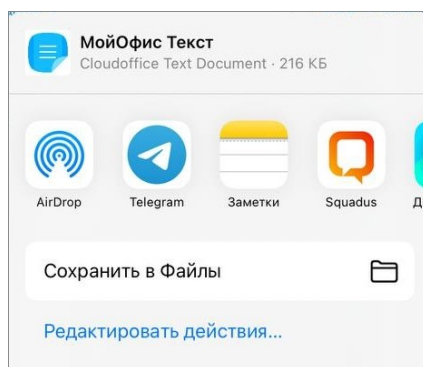 МойОфис Текст
Cloudoffice Text Document · 216 КБ
AirDrop Telegram Заметки Squadus Д
Сохранить в Файлы
Редактировать действия...